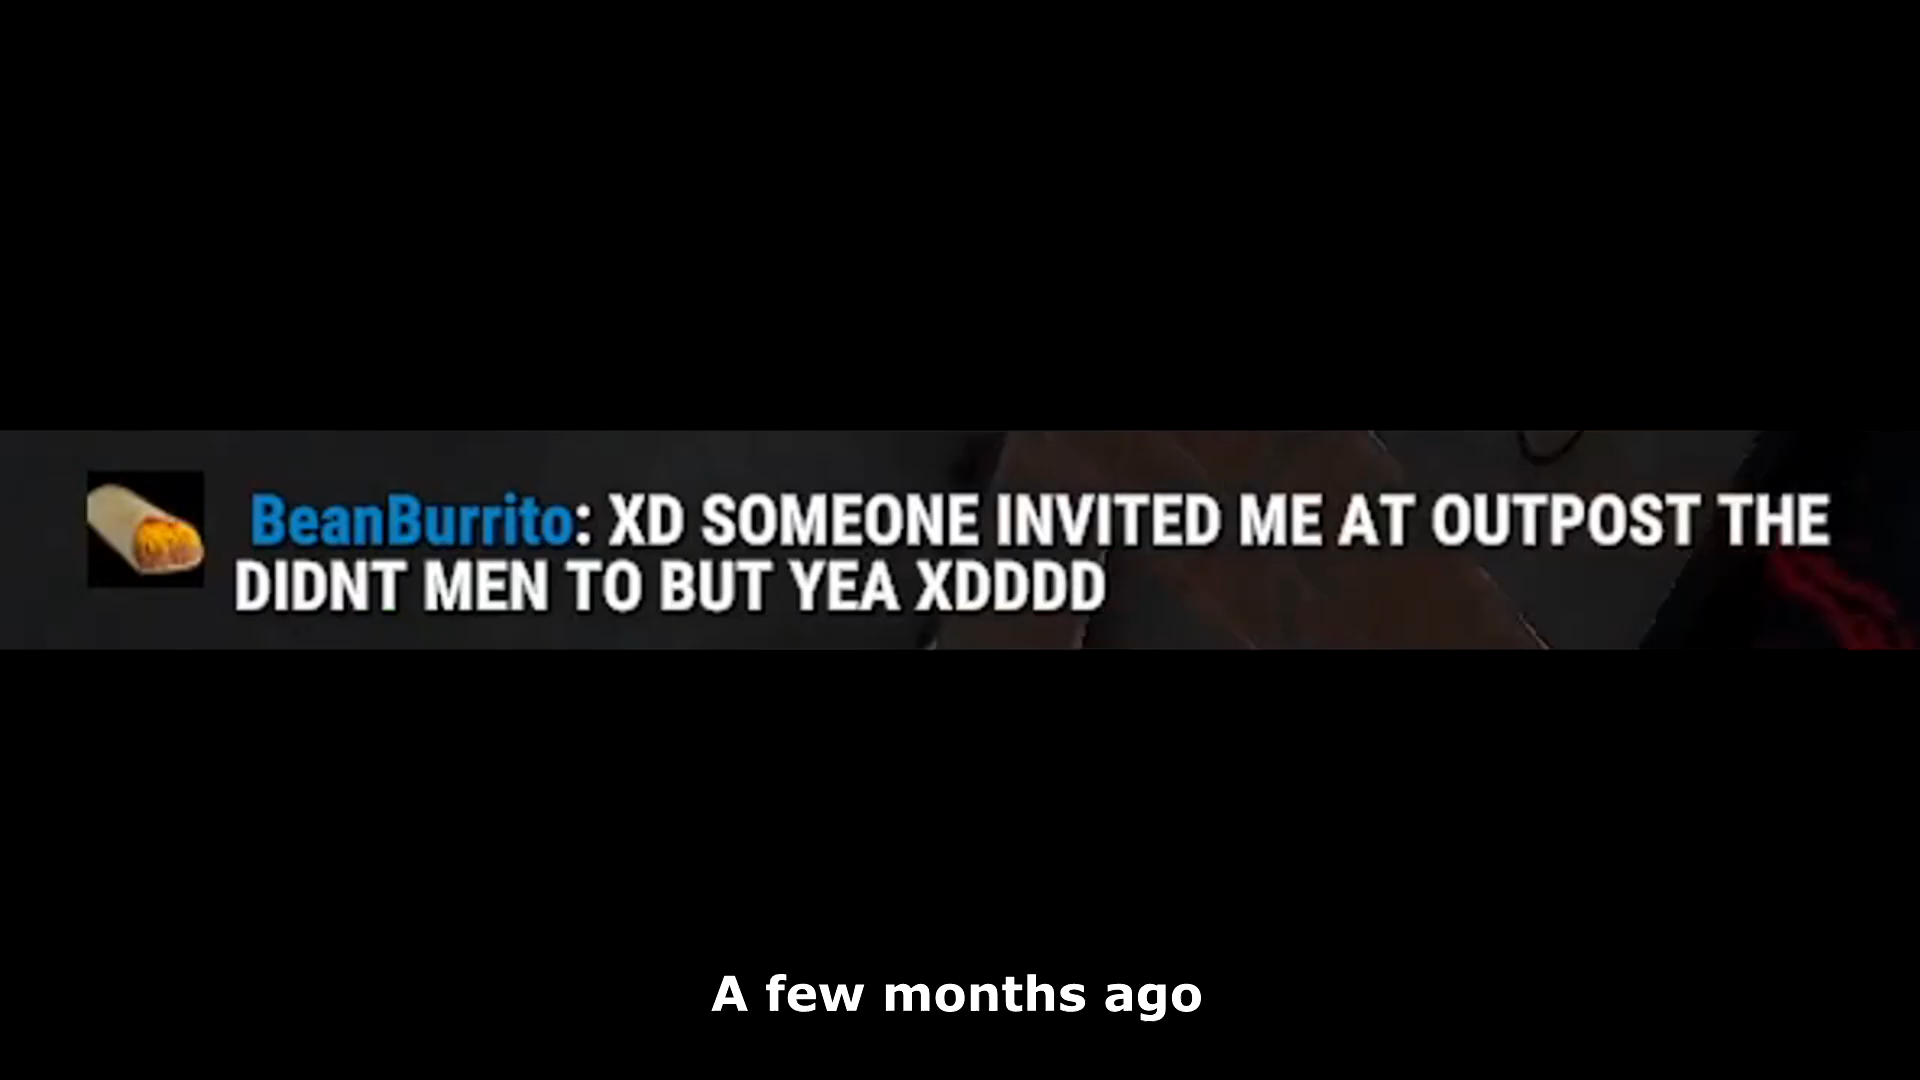 BeanBurrito: XD SOMEONE INVITED ME AT OUTPOST THE
DIDNT MEN TO BUT YEA XDDDD
A few months ago